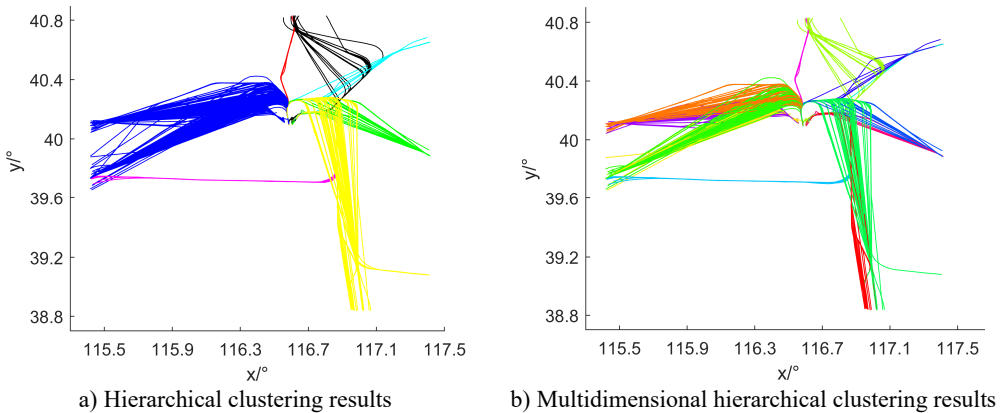 40.8
40.4
40
39.6
39.2
38.8
y/°
115.5 115.9 116.3 116.7 117.1 117.5
x/°
a) Hierarchical clustering results
40.8
40.4
40
39.6
39.2
38.8
y/°
115.5 115.9 116.3 116.7 117.1 117.5
x/°
b) Multidimensional hierarchical clustering results